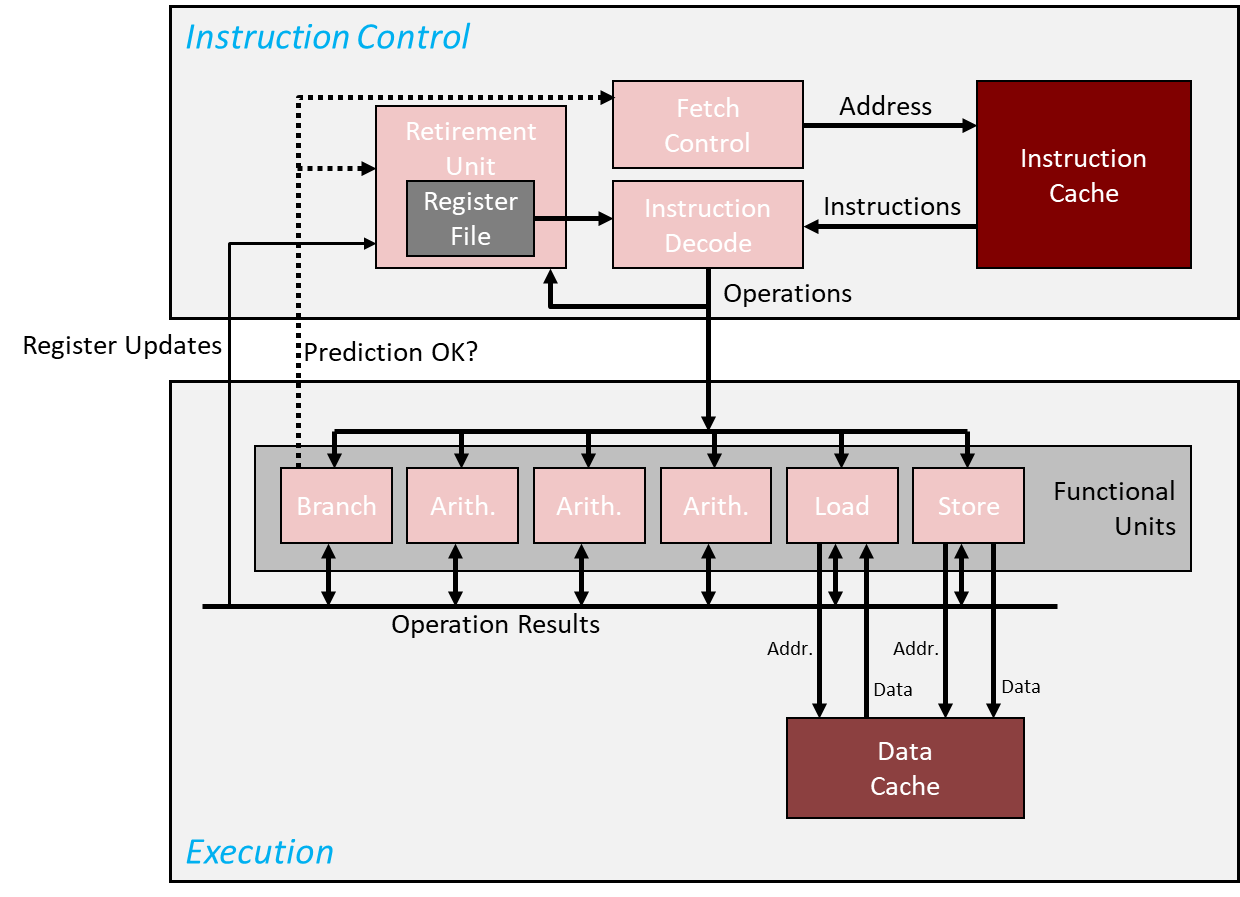 Instruction Control
Fetch
Control
Address
Instruction
Cache
Retirement
Unit
Register
File
Instruction
Decode
Instructions
Operations
Register Updates
Prediction OK?
Branch
Arith.
Arith.
Arith.
Load
Store
Functional
Units
Operation Results
Addr.
Addr.
Data
Data
Data
Cache
Execution